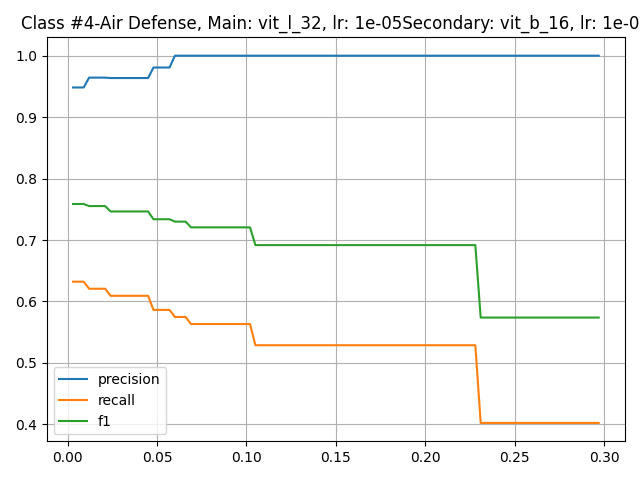 Class #4-Air Defense, Main: vit_l_32, lr: 1e-05Secondary: vit_b_16, lr: 1e-0
1.0
0.9
0.8
0.7
0.6
0.5
0.4
precision
recall
f1
0.00 0.05 0.10 0.15 0.20 0.25 0.30